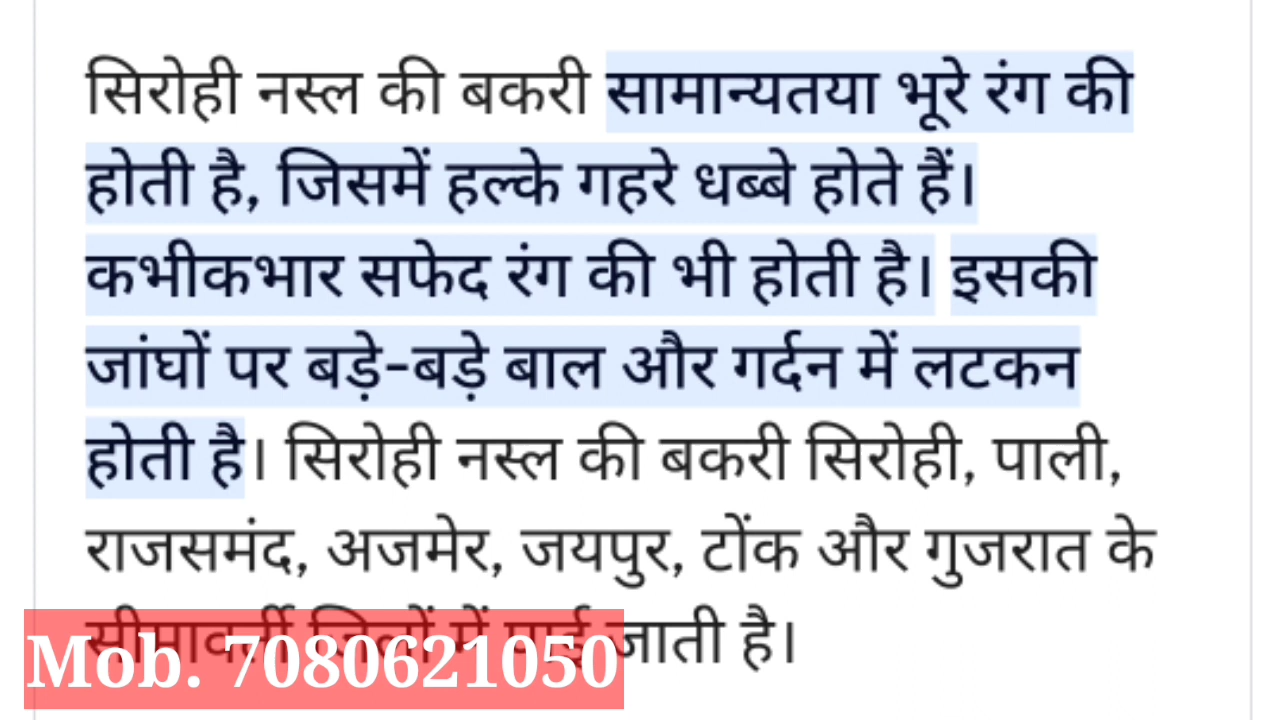 सिरोही नस्ल की बकरी सामान्यतया भूरे रंग की
होती है, जिसमें हल्के गहरे धब्बे होते हैं।
कभीकभार सफेद रंग की भी होती है। इसकी
जांघों पर बड़े-बड़े बाल और गर्दन में लटकन
होती है। सिरोही नस्ल की बकरी सिरोही, पाली,
राजसमंद, अजमेर, जयपुर, टोंक और गुजरात के
सीमावर्ती जिलों में पाई जाती है।
Mob. 7080621050